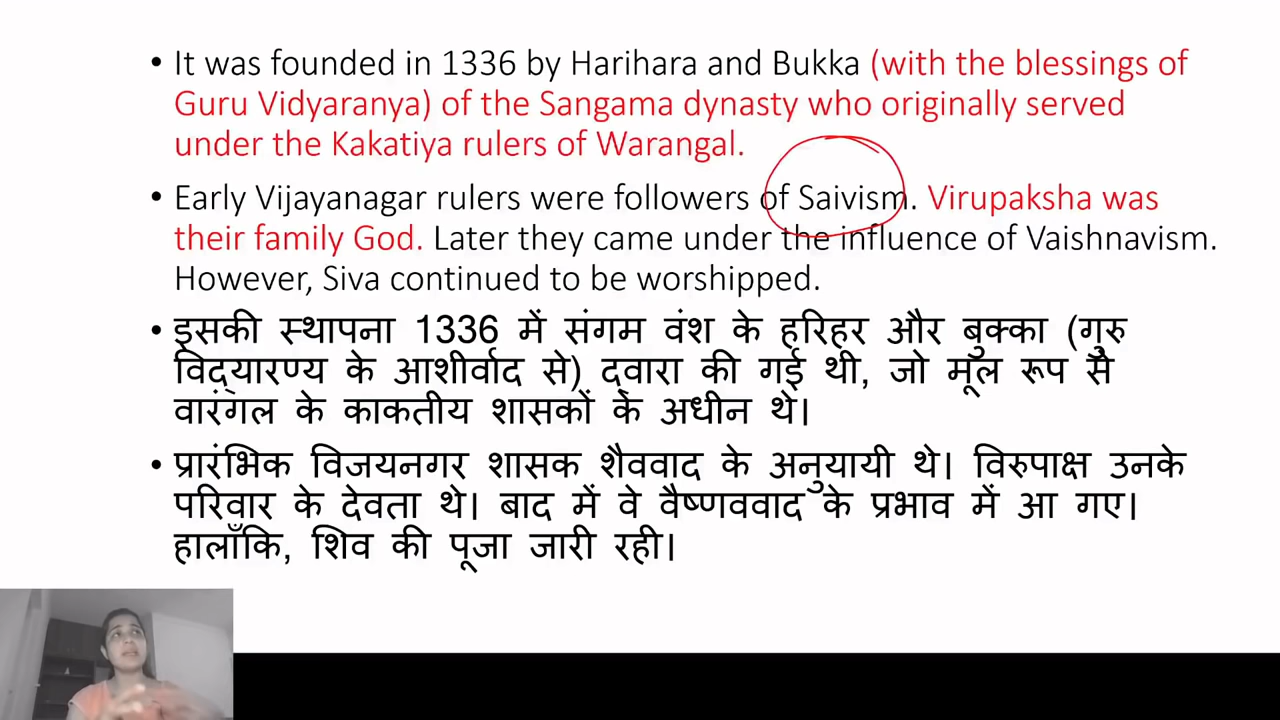 • It was founded in 1336 by Harihara and Bukka (with the blessings of
Guru Vidyaranya) of the Sangama dynasty who originally served
under the Kakatiya rulers of Warangal.
• Early Vijayanagar rulers were followers of Saivism. Virupaksha was
their family God. Later they came under the influence of Vaishnavism.
However, Siva continued to be worshipped.
• इसकी स्थापना 1336 में संगम वंश के हरिहर और बुक्का (गुरु
विद्यारण्य के आशीर्वाद से) द्वारा की गई थी, जो मूल रूप से
वारंगल के काकतीय शासकों के अधीन थे।
• प्रारंभिक विजयनगर शासक शैववाद के अनुयायी थे। विरुपाक्ष उनके
परिवार के देवता थे। बाद में वे वैष्णववाद के प्रभाव में आ गए।
हालाँकि, शिव की पूजा जारी रही।